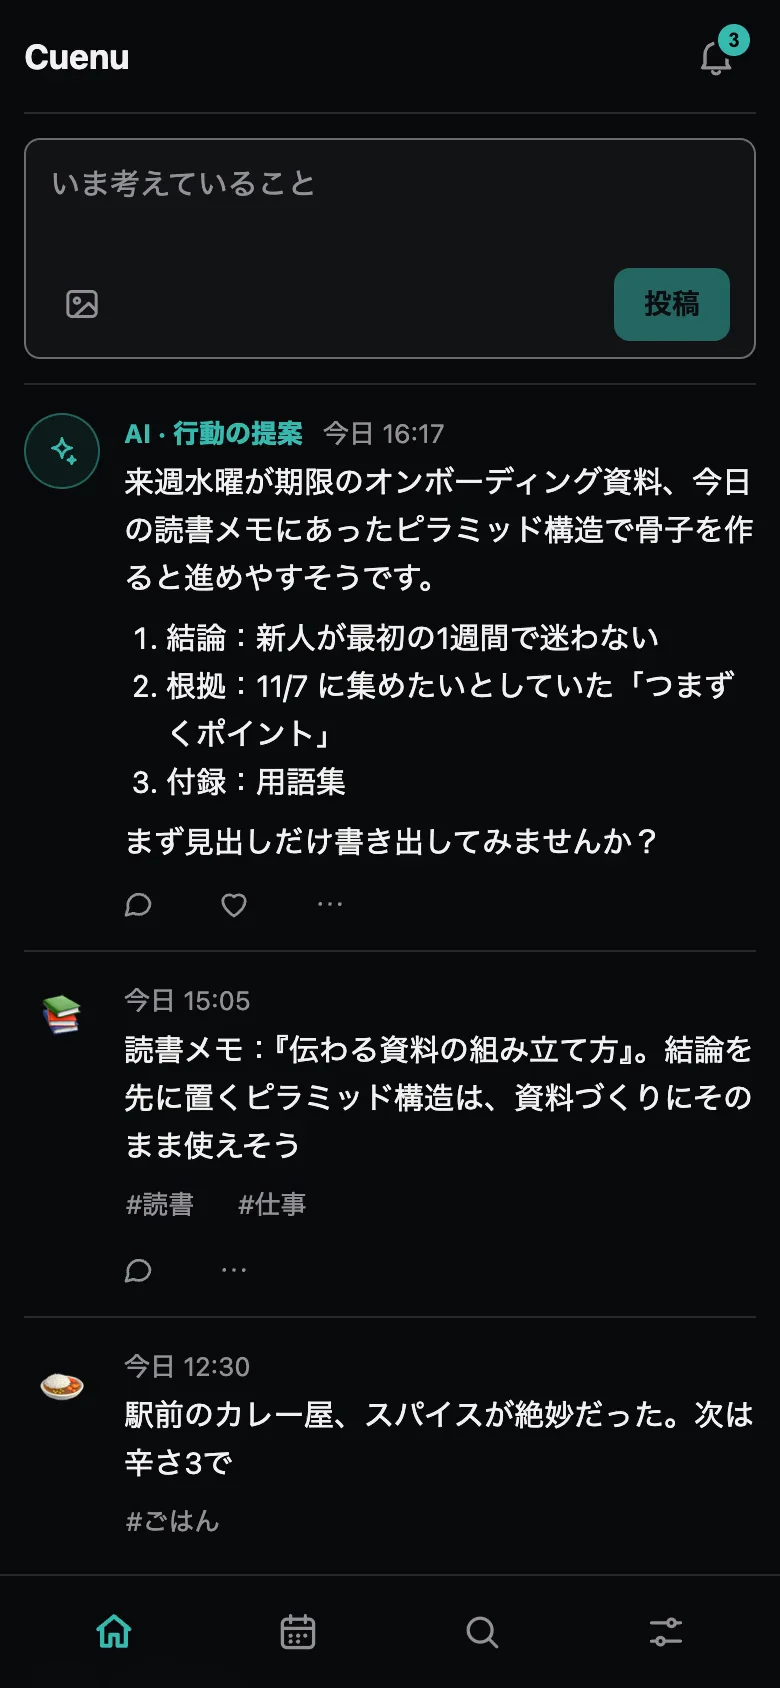 Cuenu
3
いま考えていること
投稿
AI · 行動の提案 今日 16:17
来週水曜が期限のオンボーディング資料、今日
の読書メモにあったピラミッド構造で骨子を作
ると進めやすそうです。
1. 結論：新人が最初の1週間で迷わない
2. 根拠：11/7 に集めたいとしていた「つまず
くポイント」
3. 付録：用語集
まず見出しだけ書き出してみませんか？
今日 15:05
読書メモ：『伝わる資料の組み立て方』。結論を
先に置くピラミッド構造は、資料づくりにその
まま使えそう
#読書 #仕事
今日 12:30
駅前のカレー屋、スパイスが絶妙だった。次は
辛さ3で
#ごはん